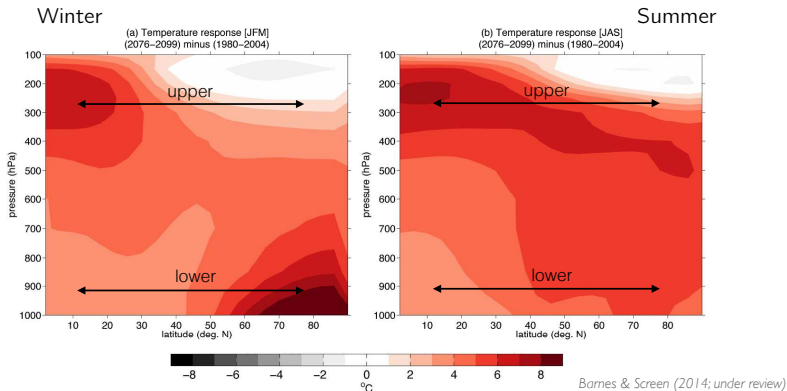 Winter
Summer
(a) Temperature response [JFM]
(2076–2099) minus (1980–2004)
(b) Temperature response [JAS]
(2076–2099) minus (1980–2004)
100
200
300
400
500
600
700
800
900
1000
pressure (hPa)
upper
lower
10 20 30 40 50 60 70 80
latitude (deg. N)
100
200
300
400
500
600
700
800
900
1000
pressure (hPa)
upper
lower
10 20 30 40 50 60 70 80
latitude (deg. N)
−8 −6 −4 −2 0 2 4 6 8
°C
Barnes & Screen (2014; under review)